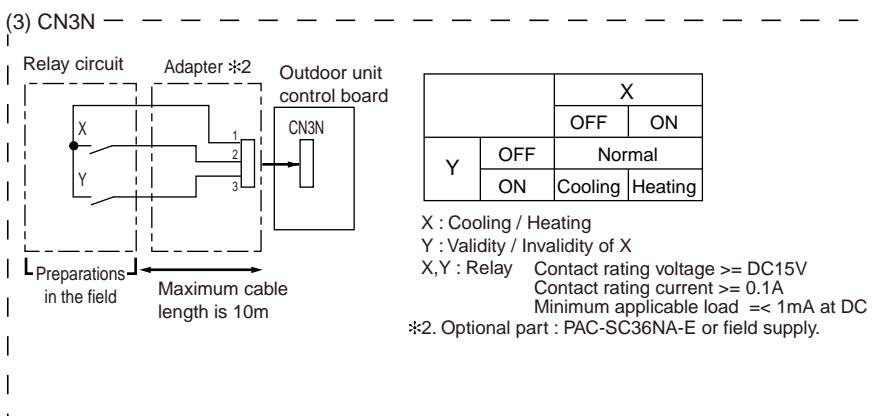 (3) CN3N
Relay circuit
Adapter ✻2
Outdoor unit
control board
X
Y
1
2
3
CN3N
Preparations
in the field
Maximum cable
length is 10m
X
OFF ON
Y OFF Normal
ON Cooling Heating
X : Cooling / Heating
Y : Validity / Invalidity of X
X,Y : Relay Contact rating voltage >= DC15V
Contact rating current >= 0.1A
Minimum applicable load =< 1mA at DC
✻2. Optional part : PAC-SC36NA-E or field supply.